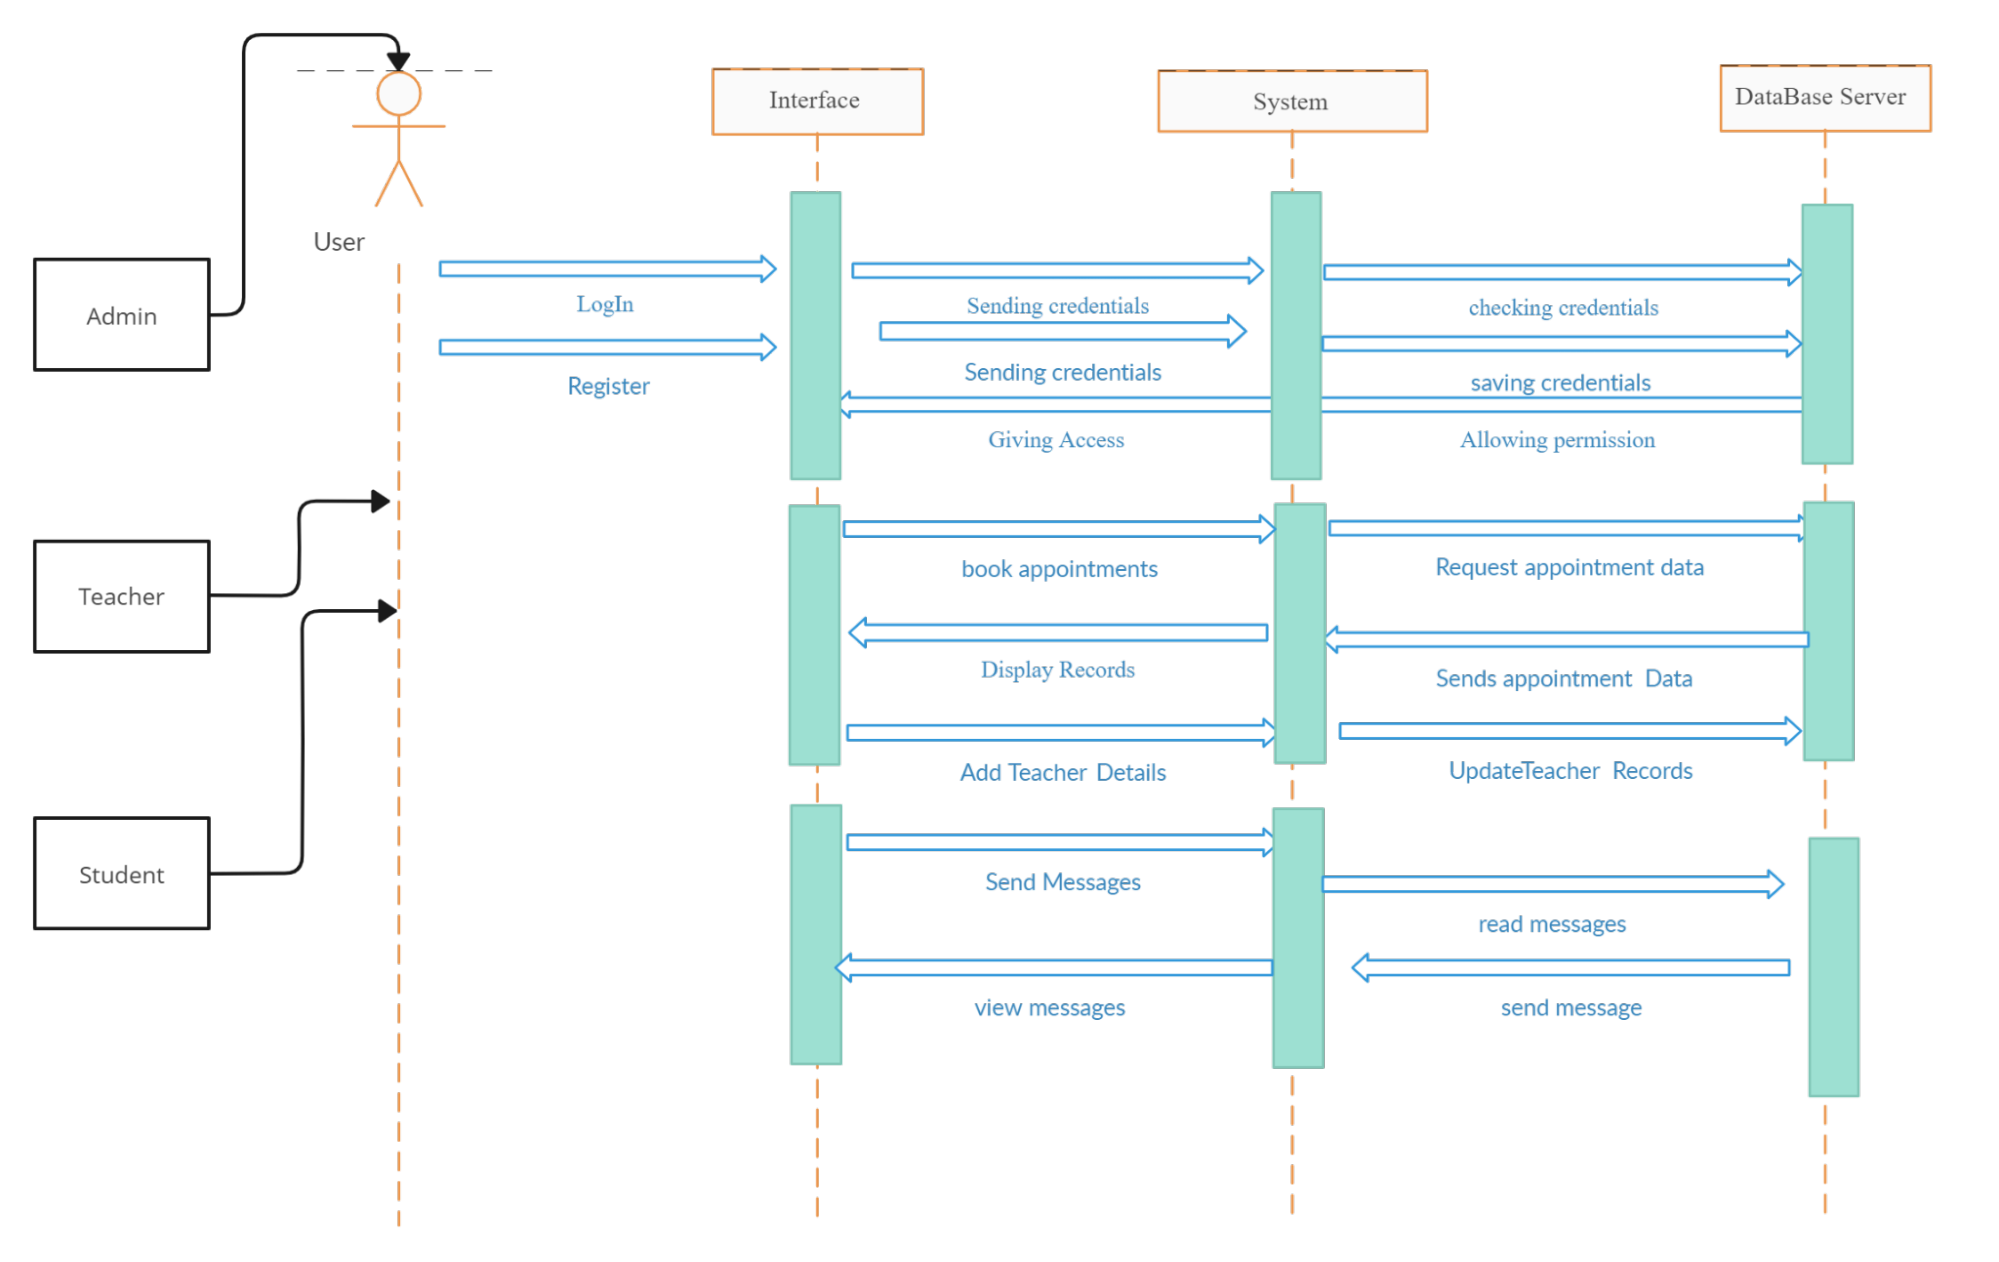 Interface
System
DataBase Server
User
Admin
LogIn
Sending credentials
checking credentials
Register
Sending credentials
saving credentials
Giving Access
Allowing permission
Teacher
book appointments
Request appointment data
Display Records
Sends appointment  Data
Add Teacher Details
UpdateTeacher  Records
Student
Send Messages
read messages
view messages
send message